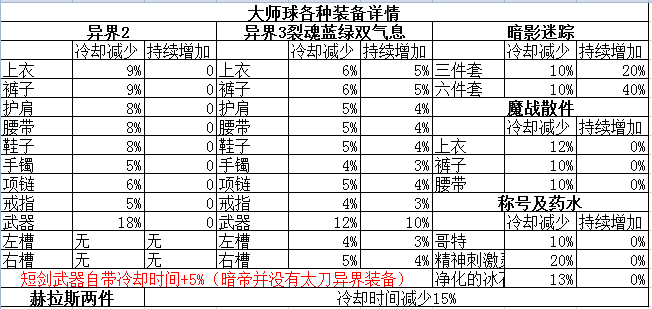 大师球各种装备详情
异界2 异界3裂魂蓝绿双气息 暗影迷踪
冷却减少 持续增加 冷却减少 持续增加 冷却减少 持续增加
上衣 9% 0 上衣 6% 5% 三件套 10% 20%
裤子 9% 0 裤子 6% 5% 六件套 10% 40%
护肩 8% 0 护肩 5% 4% 魔战散件
腰带 8% 0 腰带 5% 4% 冷却减少 持续增加
鞋子 8% 0 鞋子 5% 4% 上衣 12% 0%
手镯 5% 0 手镯 4% 3% 裤子 10% 0%
项链 6% 0 项链 5% 4% 腰带 10% 0%
戒指 5% 0 戒指 4% 3% 称号及药水
武器 18% 0 武器 12% 10% 冷却减少 持续增加
左槽 无 无 左槽 4% 3% 哥特 10% 0%
右槽 无 无 右槽 5% 4% 精神刺激 20% 0%
短剑武器自带冷却时间+5%（暗帝并没有太刀异界装备） 净化的冰 13% 0%
赫拉斯两件 冷却时间减少15%